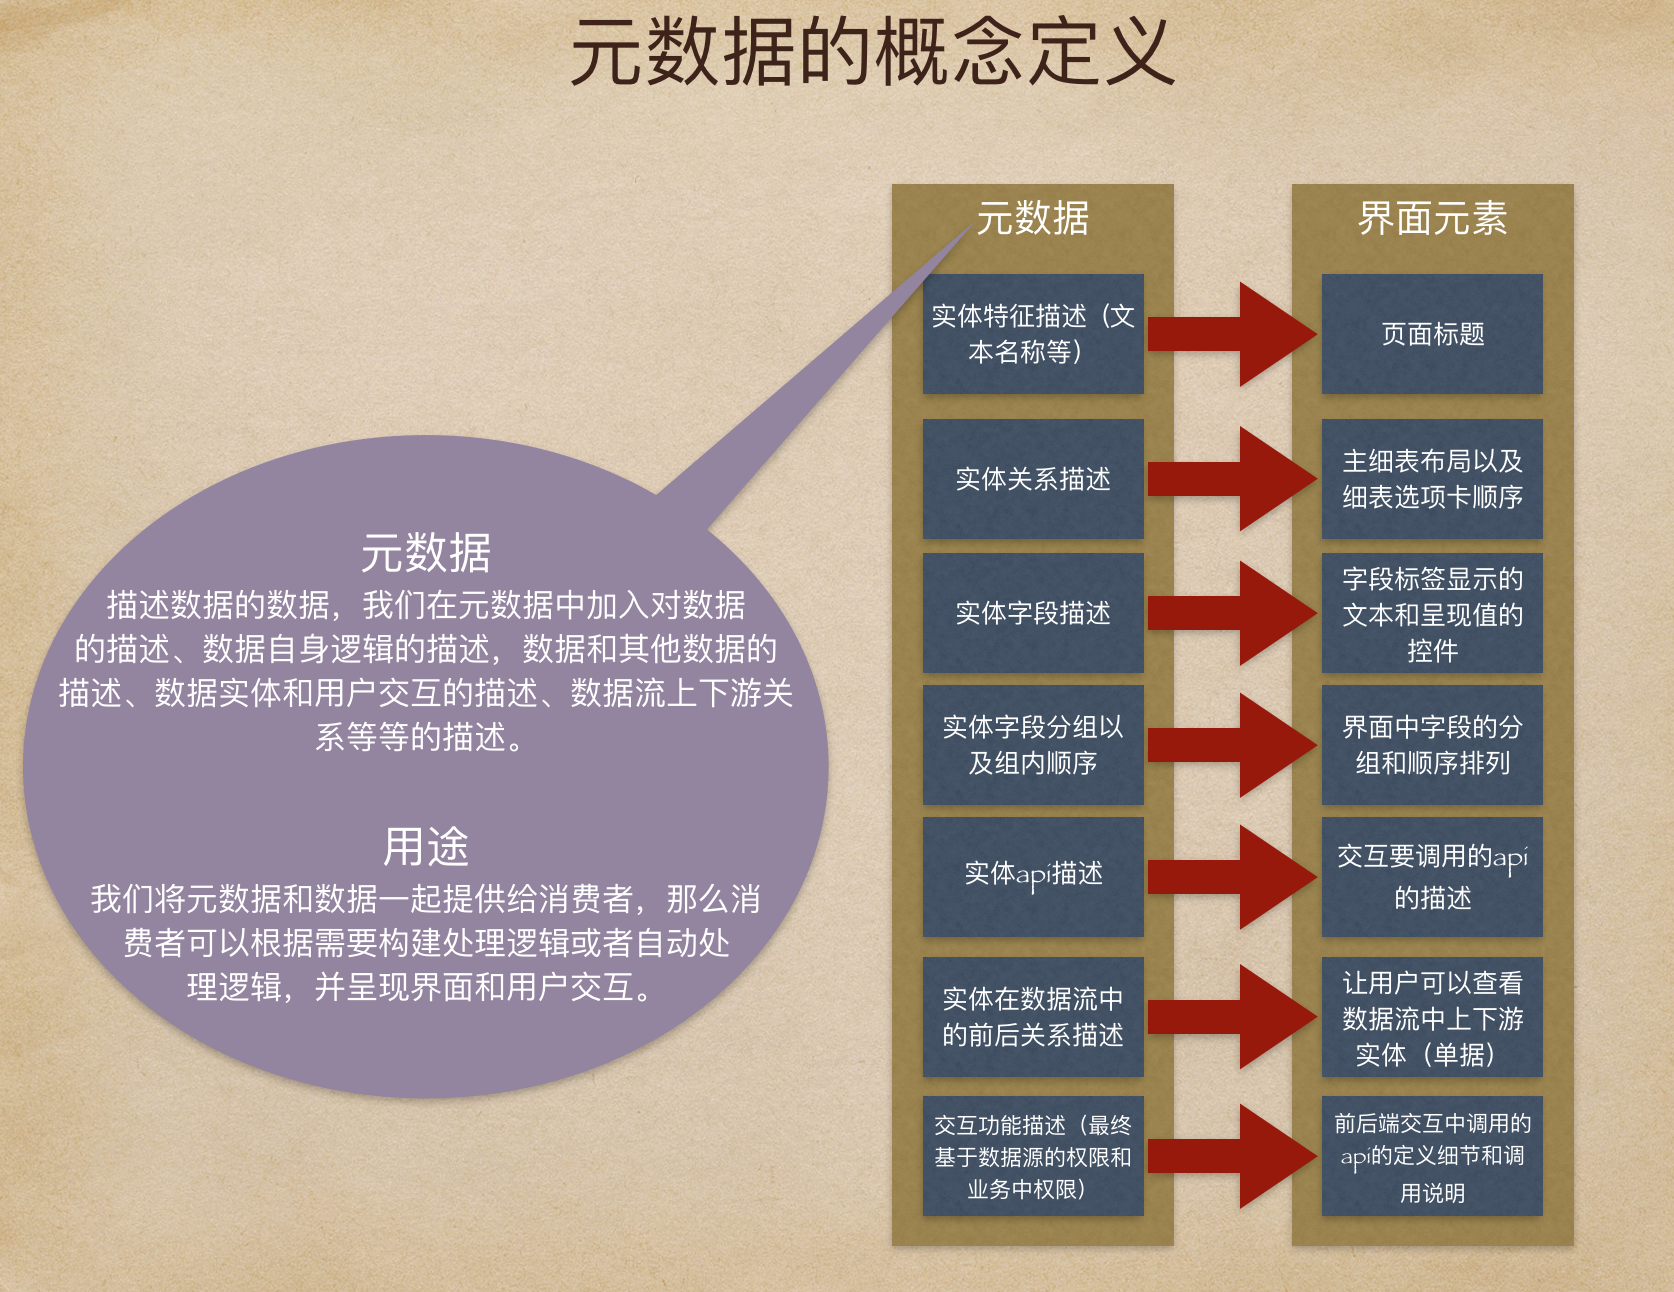 元数据的概念定义
元数据
描述数据的数据，我们在元数据中加入对数据
的描述、数据自身逻辑的描述，数据和其他数据的
描述、数据实体和用户交互的描述、数据流上下游关
系等等的描述。
用途
我们将元数据和数据一起提供给消费者，那么消
费者可以根据需要构建处理逻辑或者自动处
理逻辑，并呈现界面和用户交互。
元数据
界面元素
实体特征描述（文
本名称等）
页面标题
实体关系描述
主细表布局以及
细表选项卡顺序
实体字段描述
字段标签显示的
文本和呈现值的
控件
实体字段分组以
及组内顺序
界面中字段的分
组和顺序排列
实体api描述
交互要调用的api
的描述
实体在数据流中
的前后关系描述
让用户可以查看
数据流中上下游
实体（单据）
交互功能描述（最终
基于数据源的权限和
业务中权限）
前后端交互中调用的
api的定义细节和调
用说明